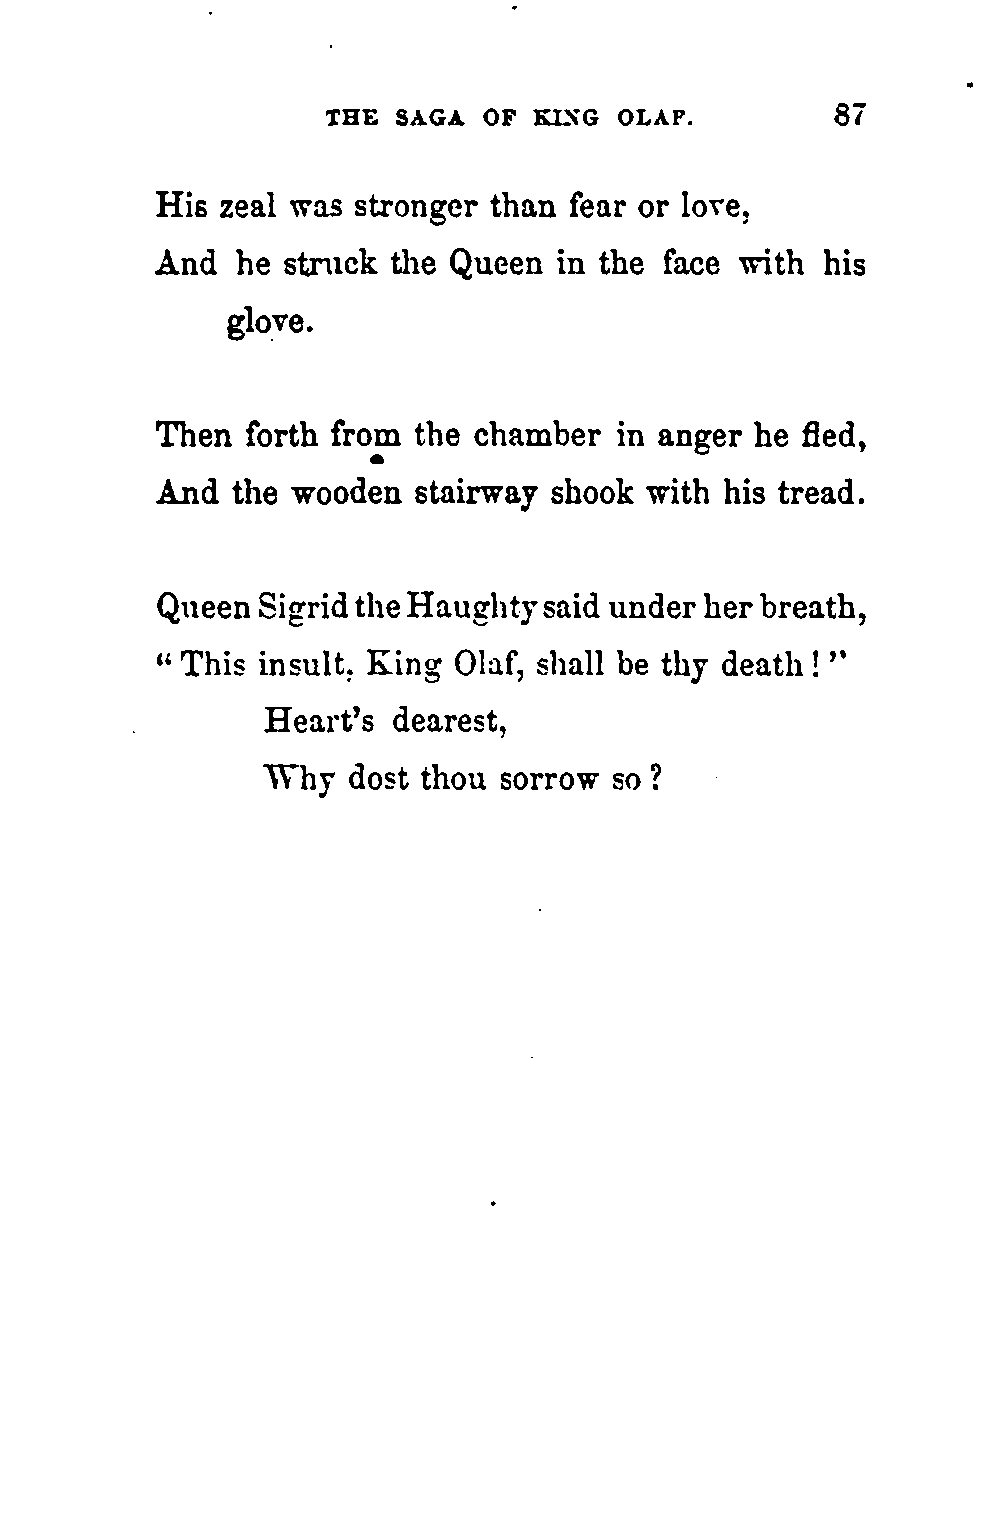 THE SAGA OF KING OLAF. 87
His zeal was stronger than fear or love,
And he struck the Queen in the face with his
glove.
Then forth from the chamber in anger he fled,
And the wooden stairway shook with his tread.
Queen Sigrid the Haughty said under her breath,
“This insult, King Olaf, shall be thy death!”
Heart’s dearest,
Why dost thou sorrow so?